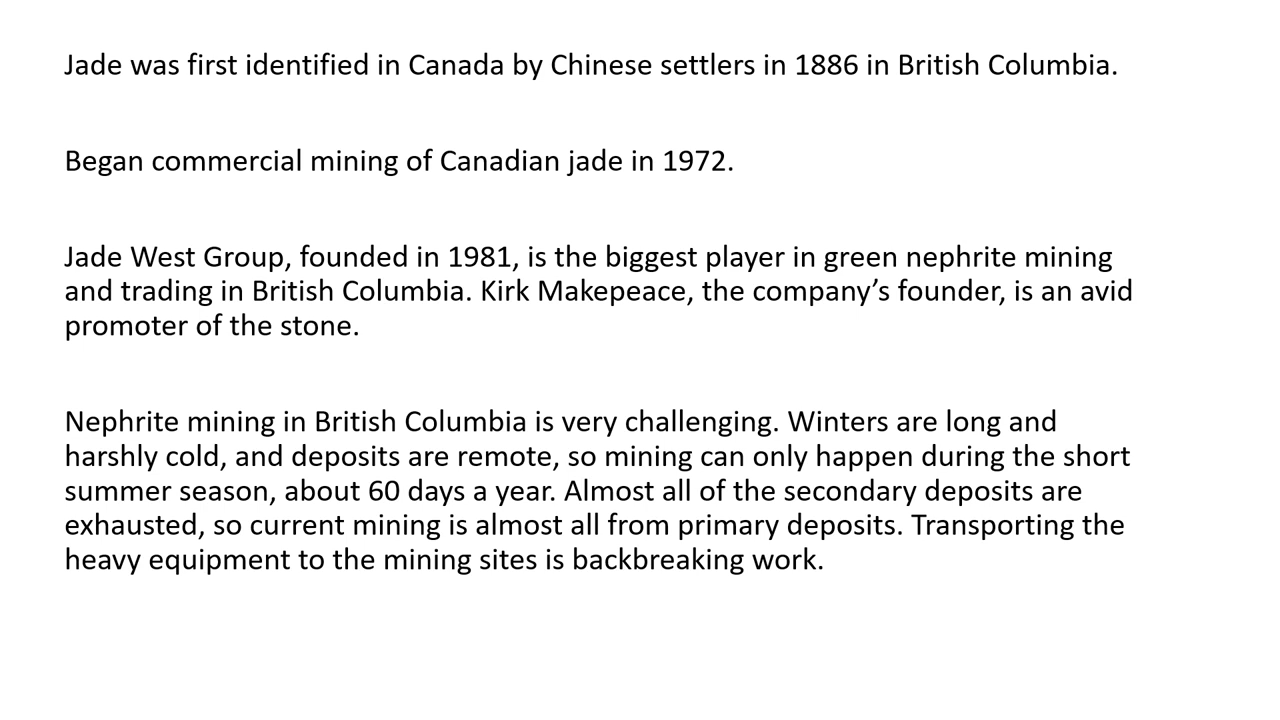 Jade was first identified in Canada by Chinese settlers in 1886 in British Columbia.
Began commercial mining of Canadian jade in 1972.
Jade West Group, founded in 1981, is the biggest player in green nephrite mining
and trading in British Columbia. Kirk Makepeace, the company’s founder, is an avid
promoter of the stone.
Nephrite mining in British Columbia is very challenging. Winters are long and
harshly cold, and deposits are remote, so mining can only happen during the short
summer season, about 60 days a year. Almost all of the secondary deposits are
exhausted, so current mining is almost all from primary deposits. Transporting the
heavy equipment to the mining sites is backbreaking work.